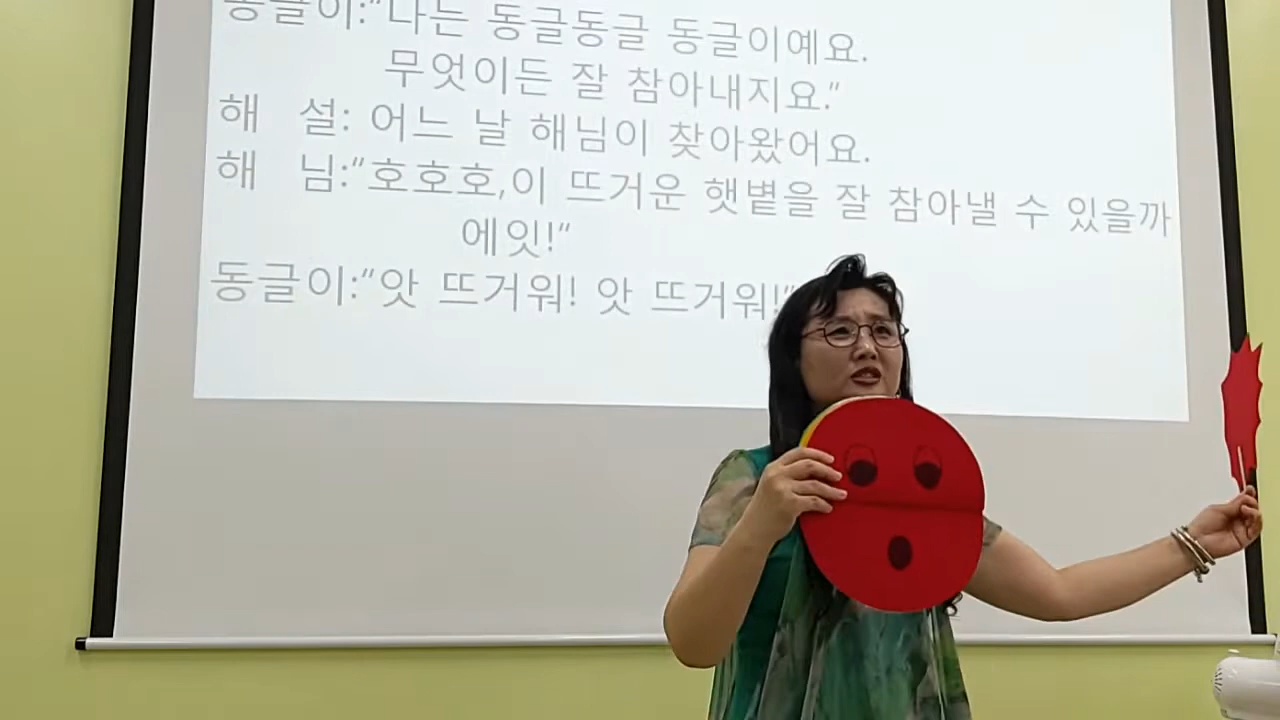 동글이:"나는 동글동글 동글이예요.
무엇이든 잘 참아내지요."
해 설: 어느 날 해님이 찾아왔어요.
해 님:"호호호,이 뜨거운 햇볕을 잘 참아낼 수 있을까
에잇!"
동글이:"앗 뜨거워! 앗 뜨거워!"